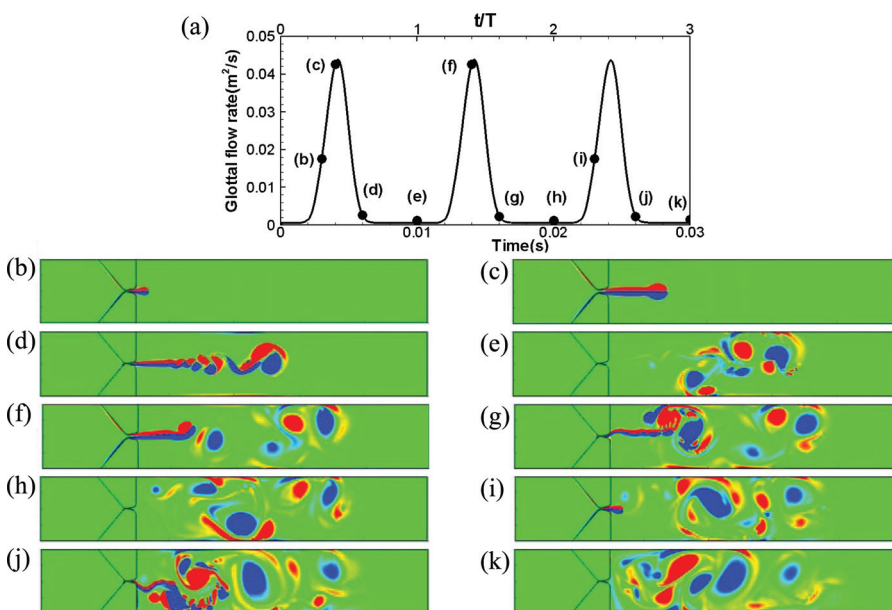 t/T
(a)
0 1 2 3
0.05
0.04
0.03
0.02
0.01
0
Glottal flow rate(m²/s)
(c)
(f)
(b)
(i)
(d)
(e)
(g)
(h)
(j)
(k)
0 0.01 0.02 0.03
Time(s)
(b)
(c)
(d)
(e)
(f)
(g)
(h)
(i)
(j)
(k)